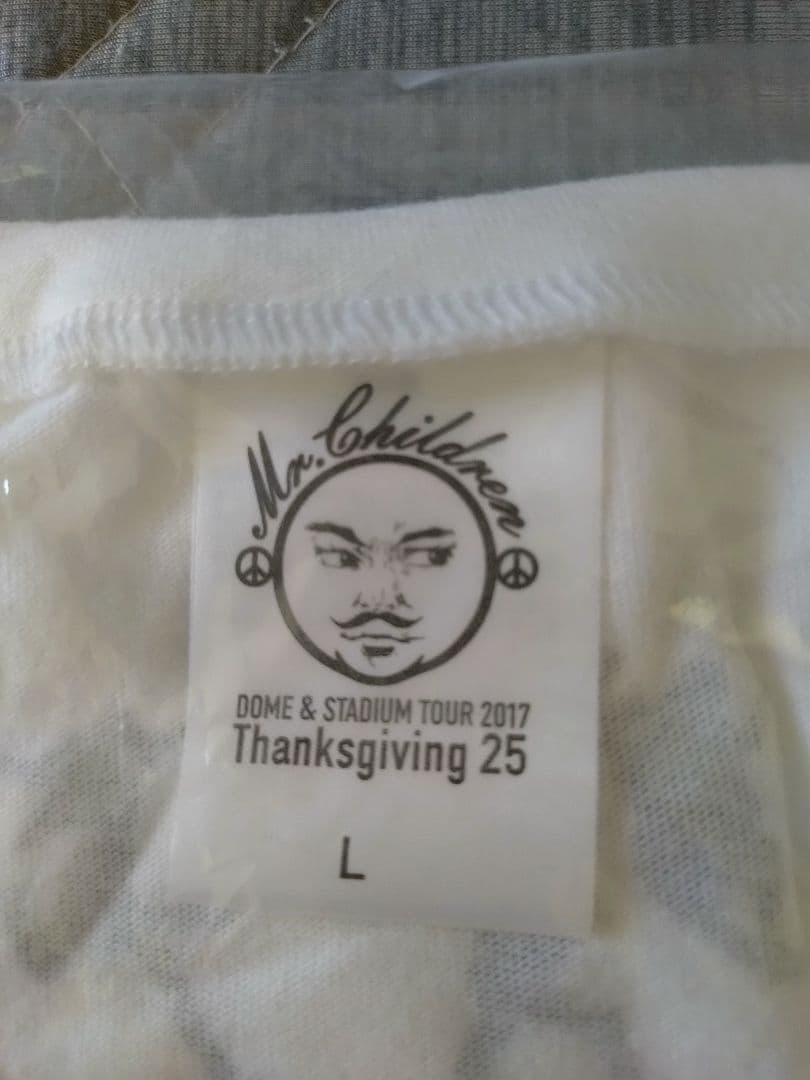 Mr. Children
DOME & STADIUM TOUR 2017
Thanksgiving 25
L